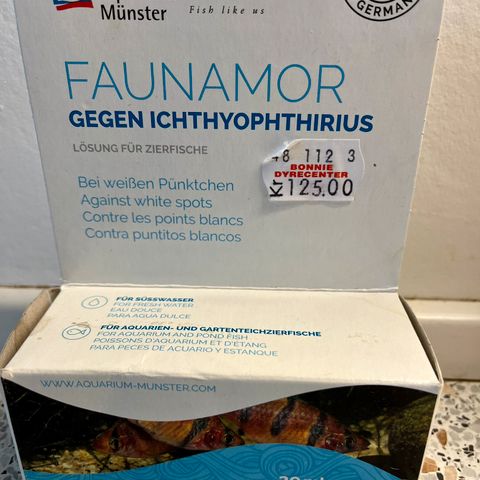 Münster
Fish like us
GERMANY
FAUNAMOR
GEGEN ICHTHYOPHTHIRIUS
LÖSUNG FÜR ZIERFISCHE
48 112 3
BONNIE
DYRECENTER
Kr 125.00
Bei weißen Pünktchen
Against white spots
Contre les points blancs
Contra puntitos blancos
FÜR SÜSSWASSER
FOR FRESH WATER
EAU DOUCE
PARA AGUA DULCE
FÜR AQUARIEN- UND GARTENTEICHZIERFISCHE
FOR AQUARIUM AND POND FISH
POISSONS D'AQUARIUM ET D'ETANG
PARA PECES DE ACUARIO Y ESTANQUE
WWW.AQUARIUM-MUNSTER.COM